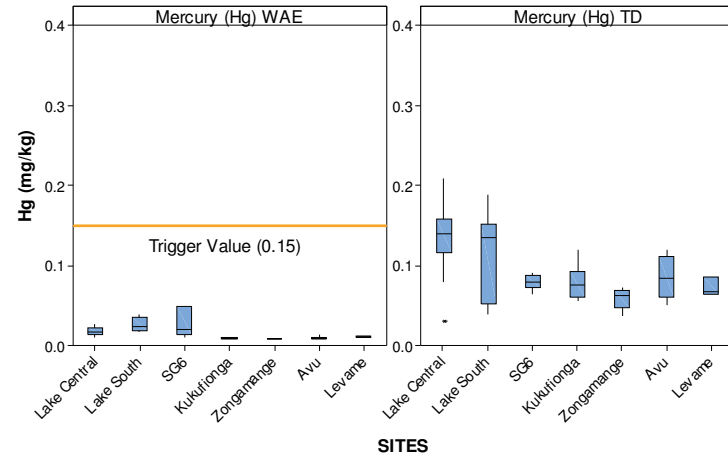 Mercury (Hg) WAE
Mercury (Hg) TD
0.4
0.3
0.2
0.1
0.0
Hg (mg/kg)
Trigger Value (0.15)
0.4
0.3
0.2
0.1
0.0
Lake Central
Lake South
SG6
Kukufionga
Zongamange
Avu
Levame
Lake Central
Lake South
SG6
Kukufionga
Zongamange
Avu
Levame
SITES